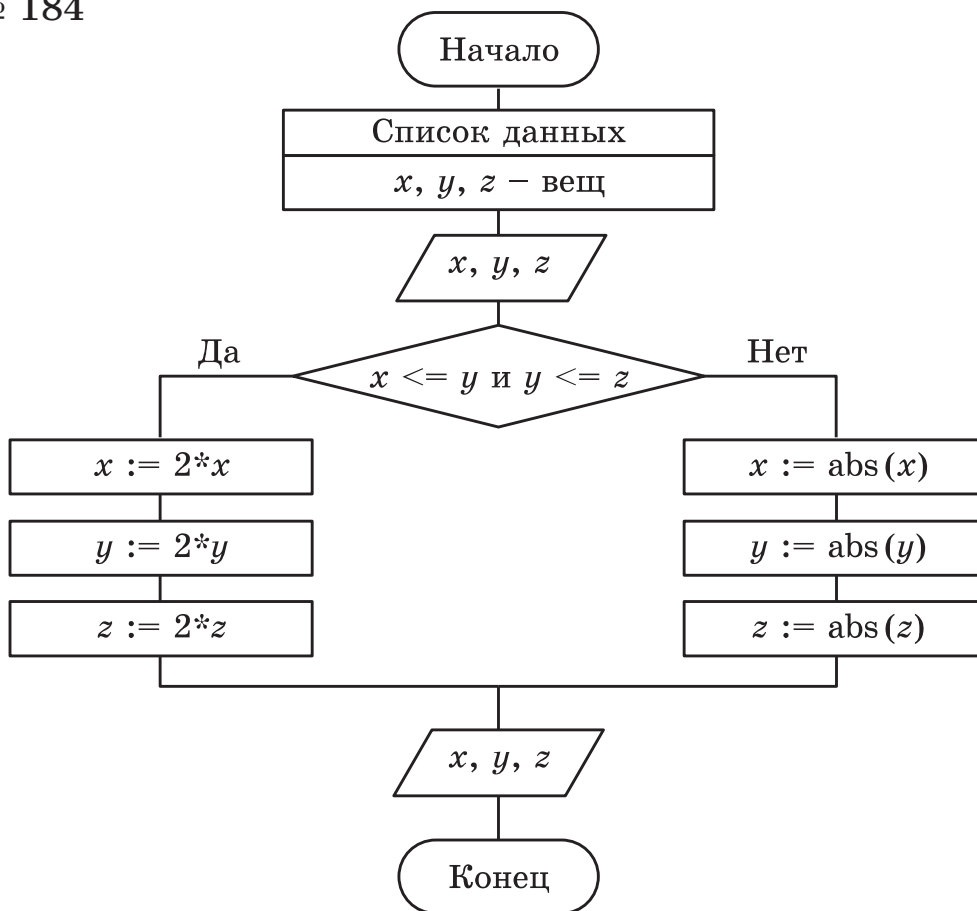 № 184
Начало
Список данных
x, y, z – вещ
x, y, z
Да
Нет
x <= y и y <= z
x := 2*x
x := abs(x)
y := 2*y
y := abs(y)
z := 2*z
z := abs(z)
x, y, z
Конец